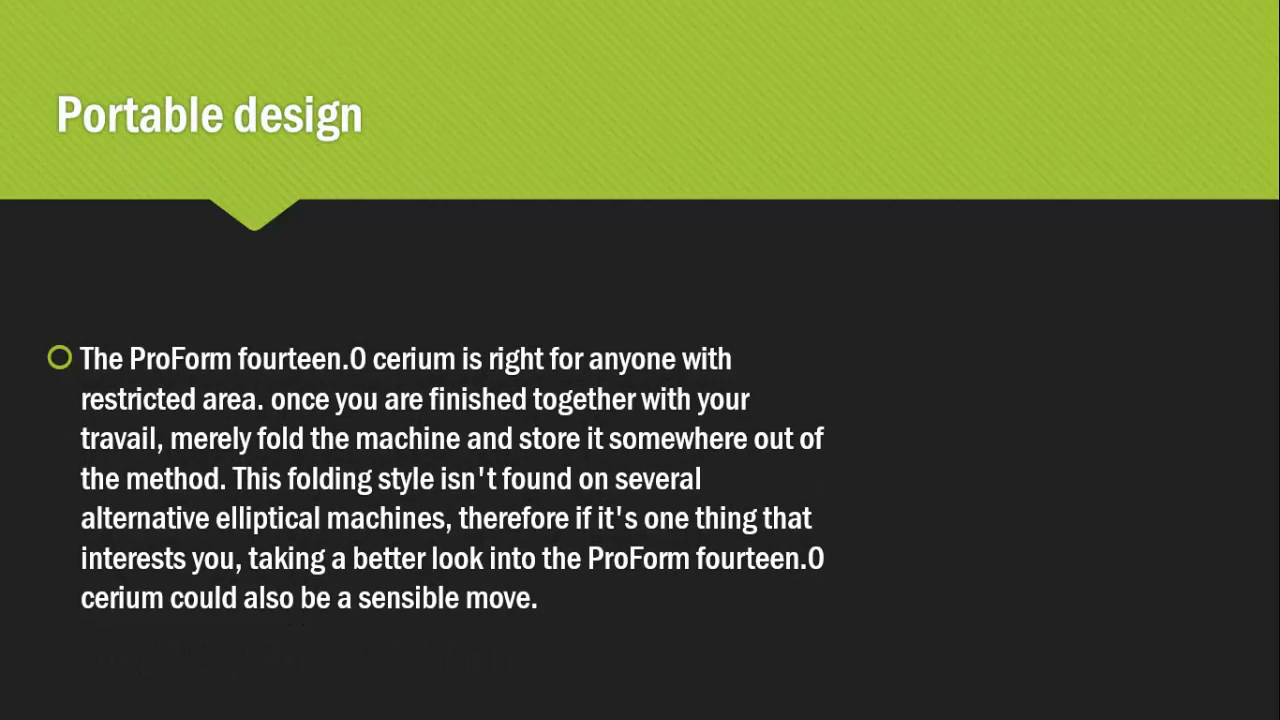 Portable design
The ProForm fourteen.0 cerium is right for anyone with
restricted area. once you are finished together with your
travail, merely fold the machine and store it somewhere out of
the method. This folding style isn't found on several
alternative elliptical machines, therefore if it's one thing that
interests you, taking a better look into the ProForm fourteen.0
cerium could also be a sensible move.